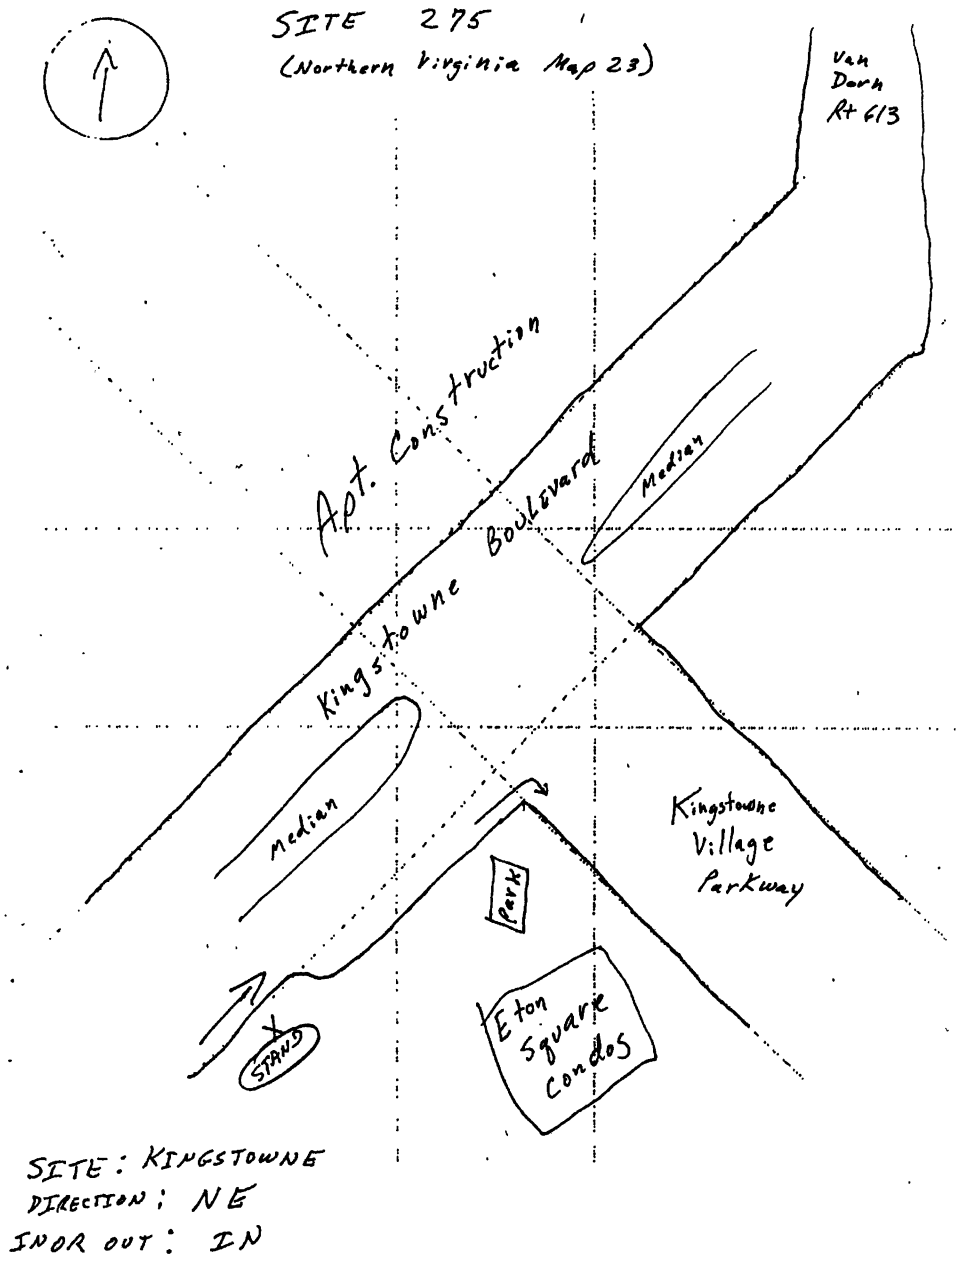 SITE 275
(Northern Virginia Map 23)
Van
Dorn
Rt 613
Apt. Construction
Kingstowne Boulevard
Median
Median
Kingstowne
Village
Parkway
Park
Eton
Square
Condos
STAND
SITE: KINGSTOWNE
DIRECTION: NE
IN OR OUT: IN